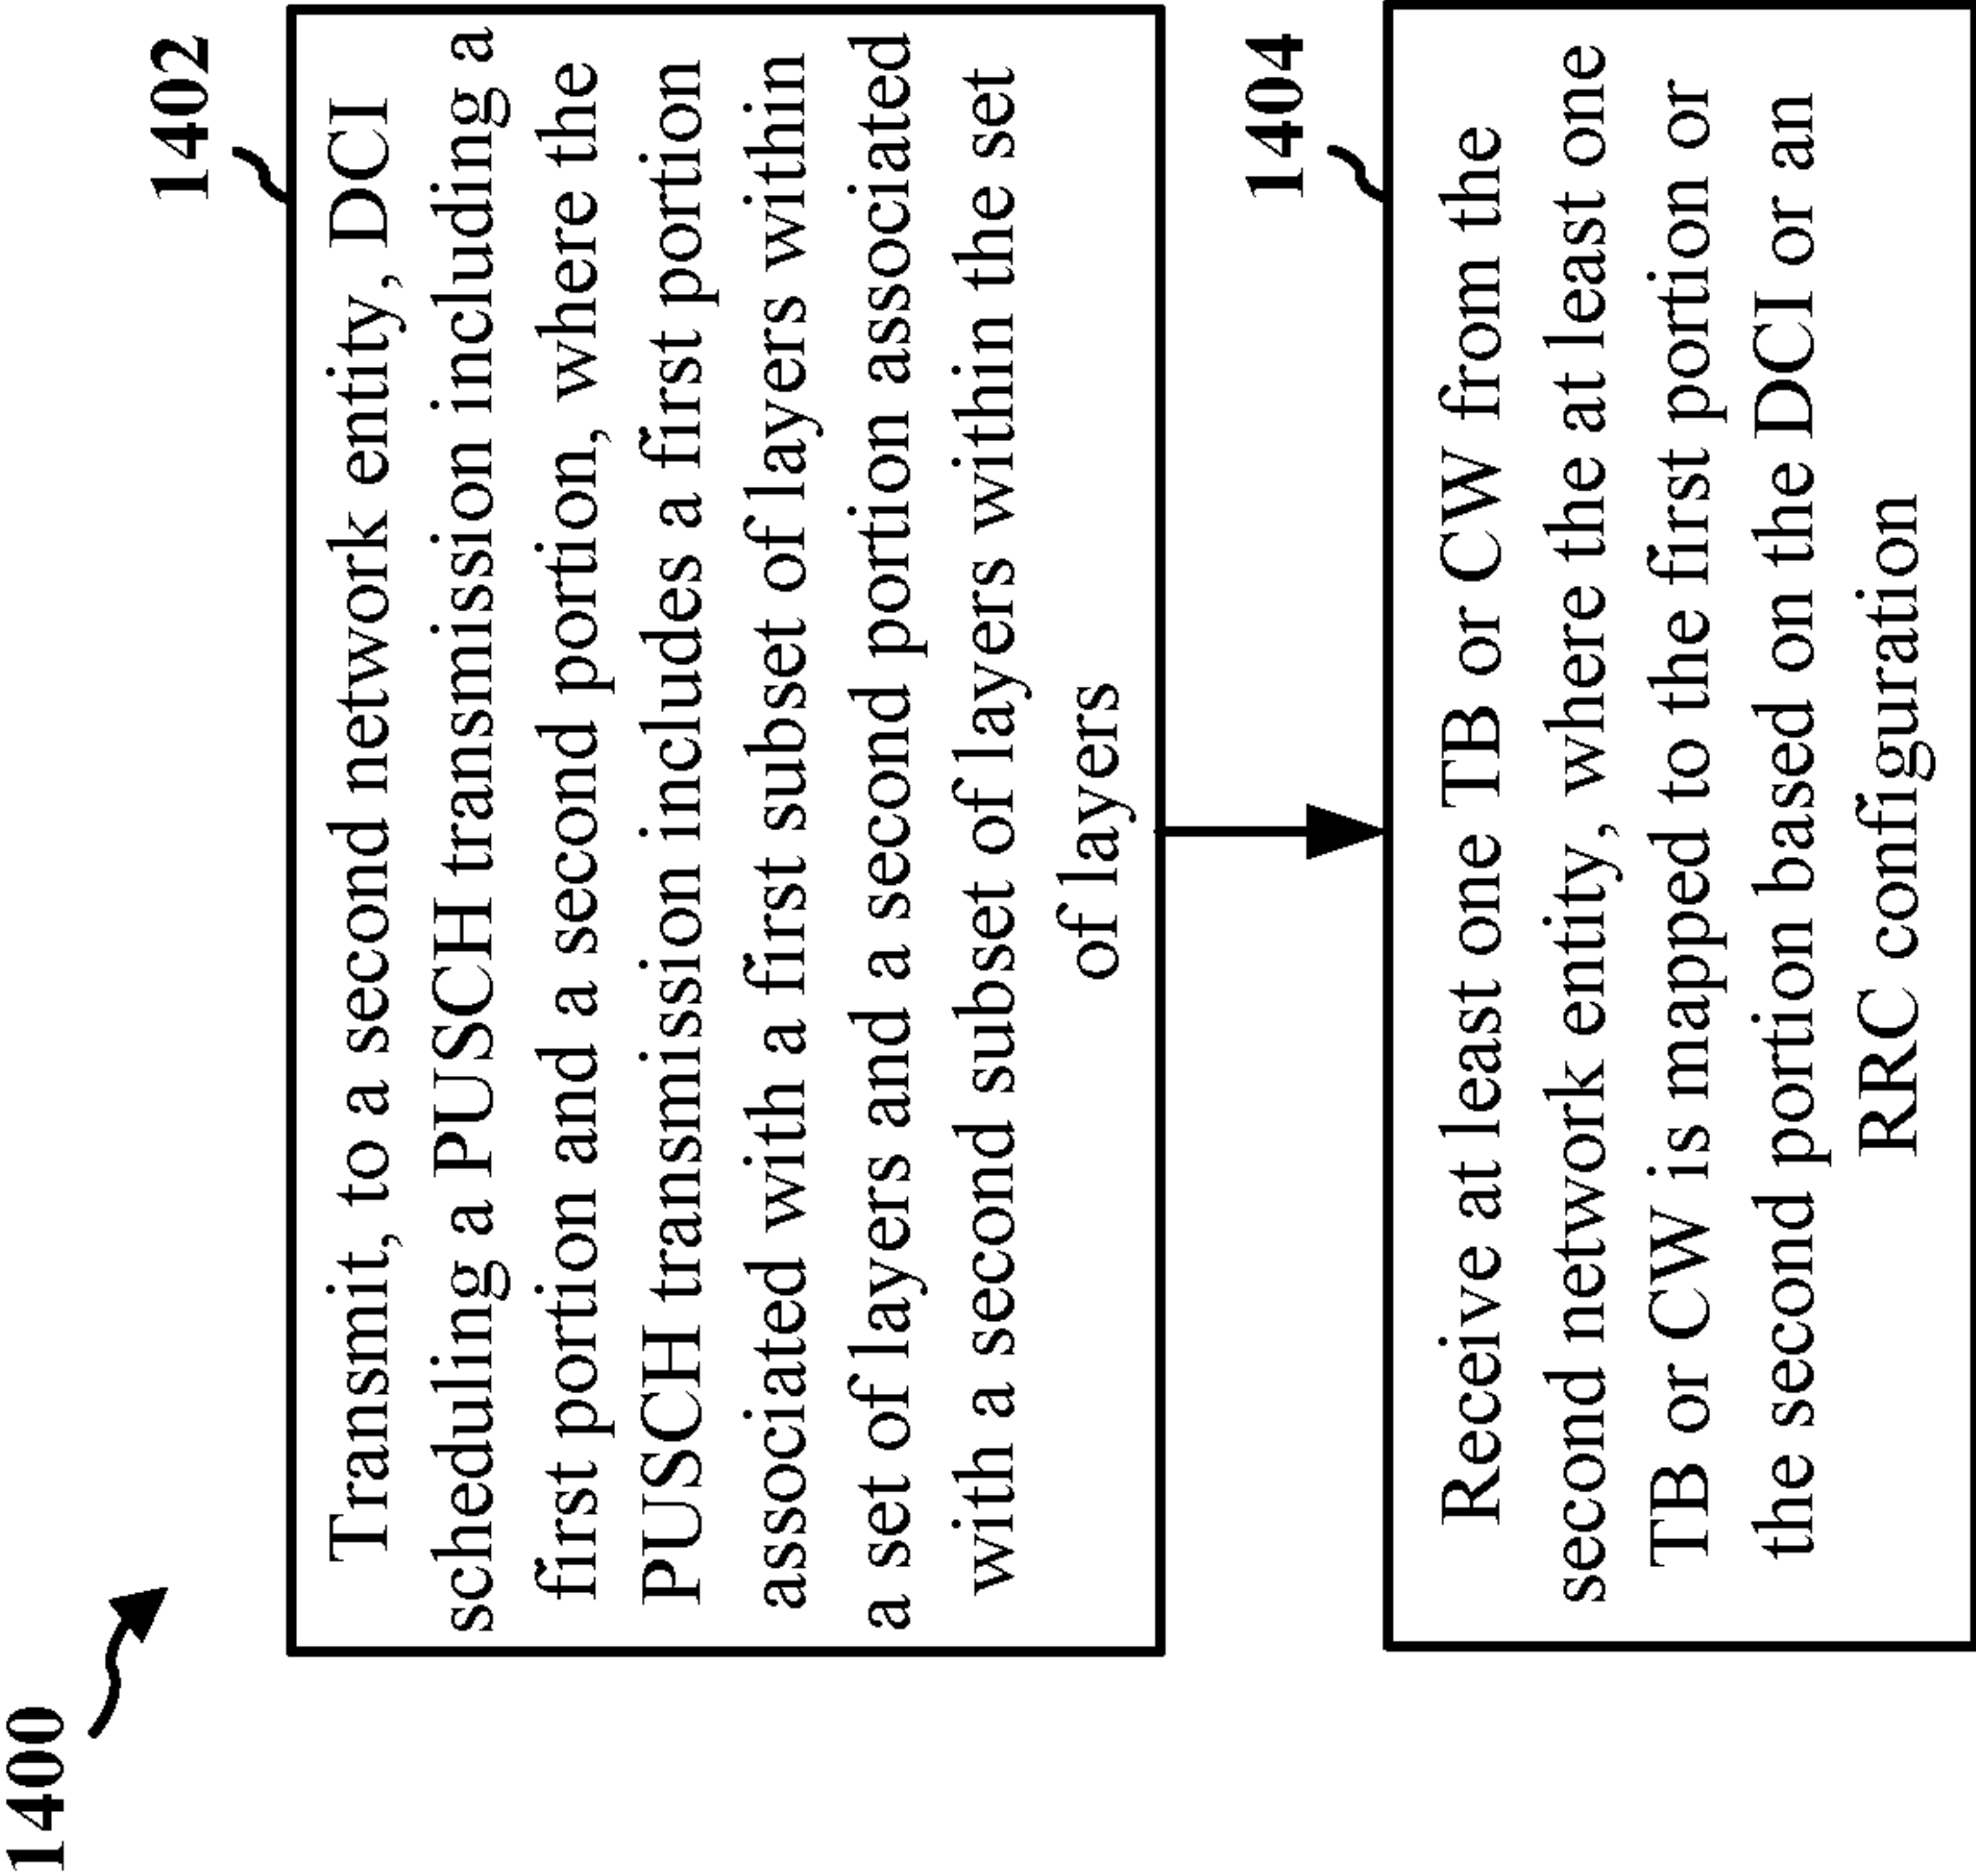 1400
1402
Transmit, to a second network entity, DCI
scheduling a PUSCH transmission including a
first portion and a second portion, where the
PUSCH transmission includes a first portion
associated with a first subset of layers within
a set of layers and a second portion associated
with a second subset of layers within the set
of layers
1404
Receive at least one TB or CW from the
second network entity, where the at least one
TB or CW is mapped to the first portion or
the second portion based on the DCI or an
RRC configuration